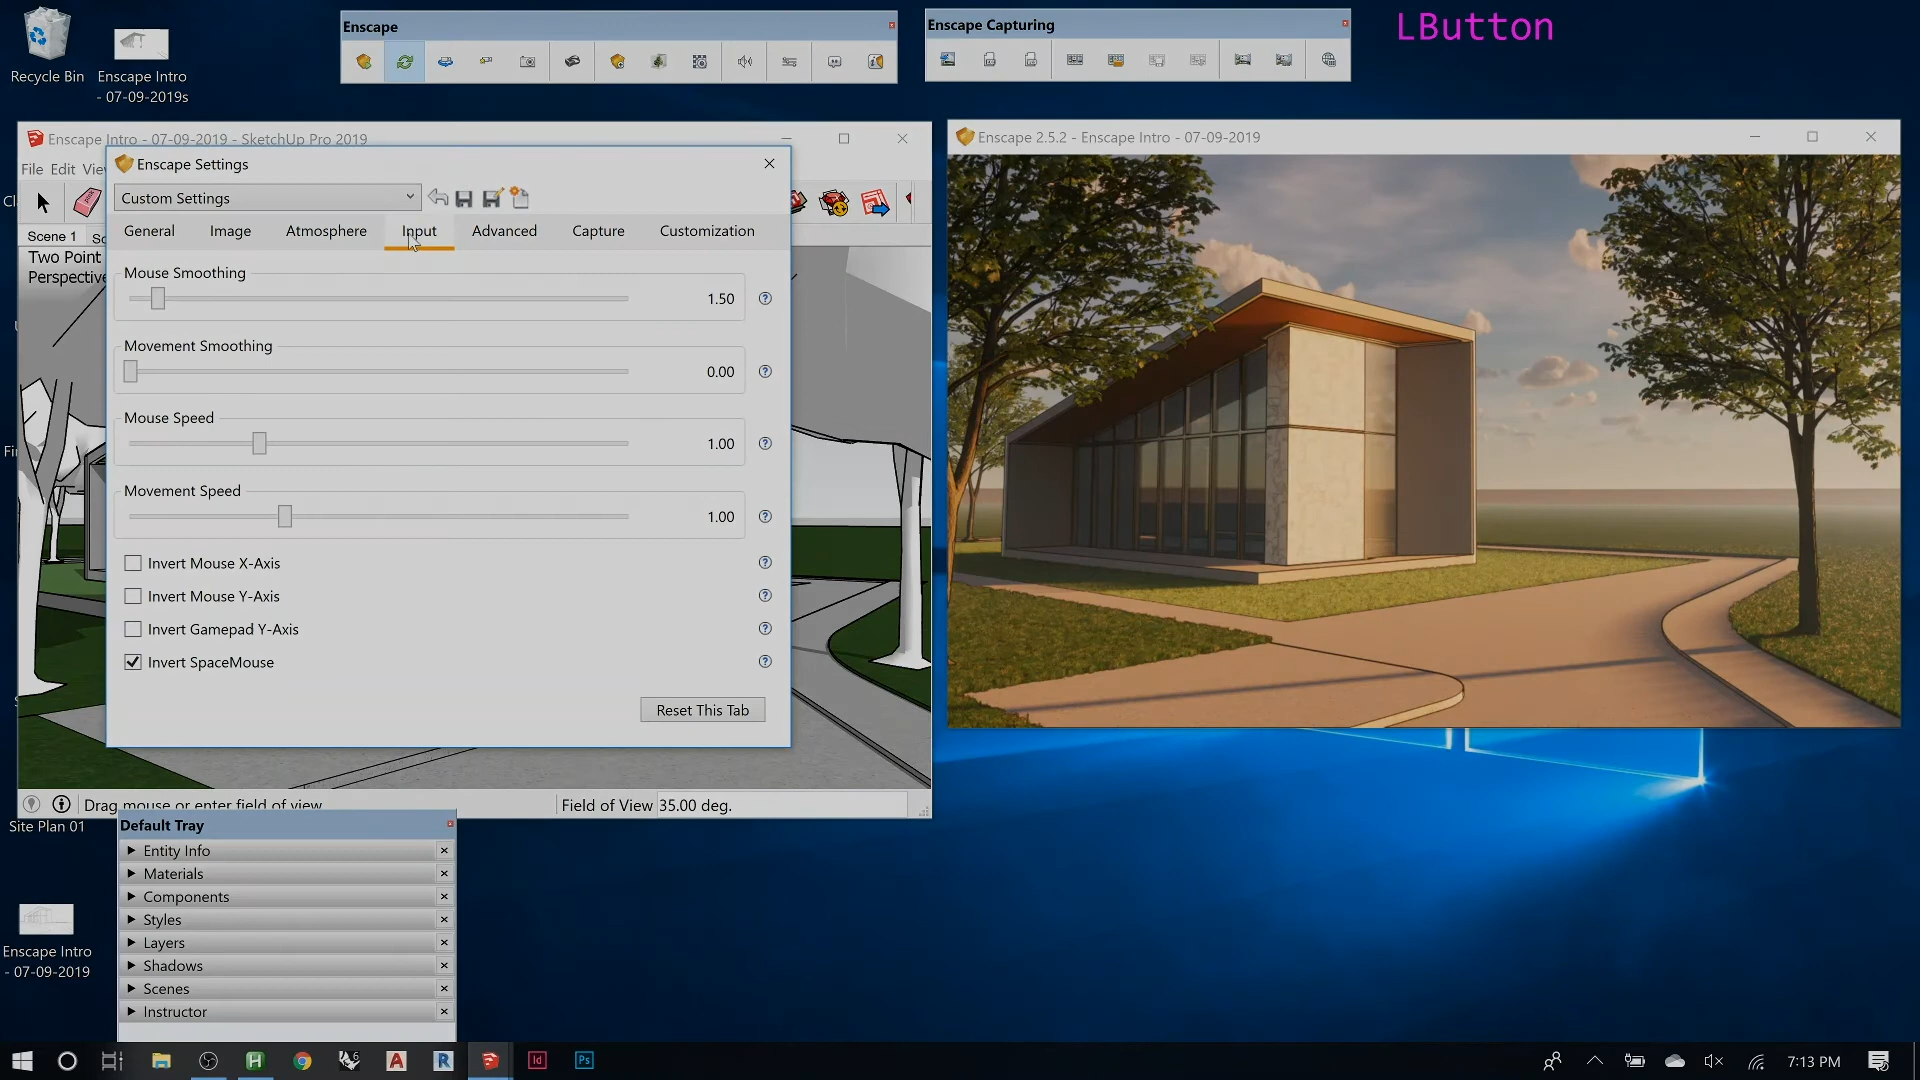 LButton
Enscape
Enscape Capturing
Recycle Bin
Enscape Intro
- 07-09-2019s
Enscape Intro - 07-09-2019 - SketchUp Pro 2019
File Edit View
Enscape Settings
Custom Settings
General Image Atmosphere Input Advanced Capture Customization
Scene 1
Two Point
Perspective
Mouse Smoothing
1.50
Movement Smoothing
0.00
Mouse Speed
1.00
Movement Speed
1.00
Invert Mouse X-Axis
Invert Mouse Y-Axis
Invert Gamepad Y-Axis
Invert SpaceMouse
Reset This Tab
Drag mouse or enter field of view
Field of View 35.00 deg.
Enscape 2.5.2 - Enscape Intro - 07-09-2019
Site Plan 01
Default Tray
Entity Info
Materials
Components
Styles
Layers
Shadows
Scenes
Instructor
Enscape Intro
- 07-09-2019
7:13 PM